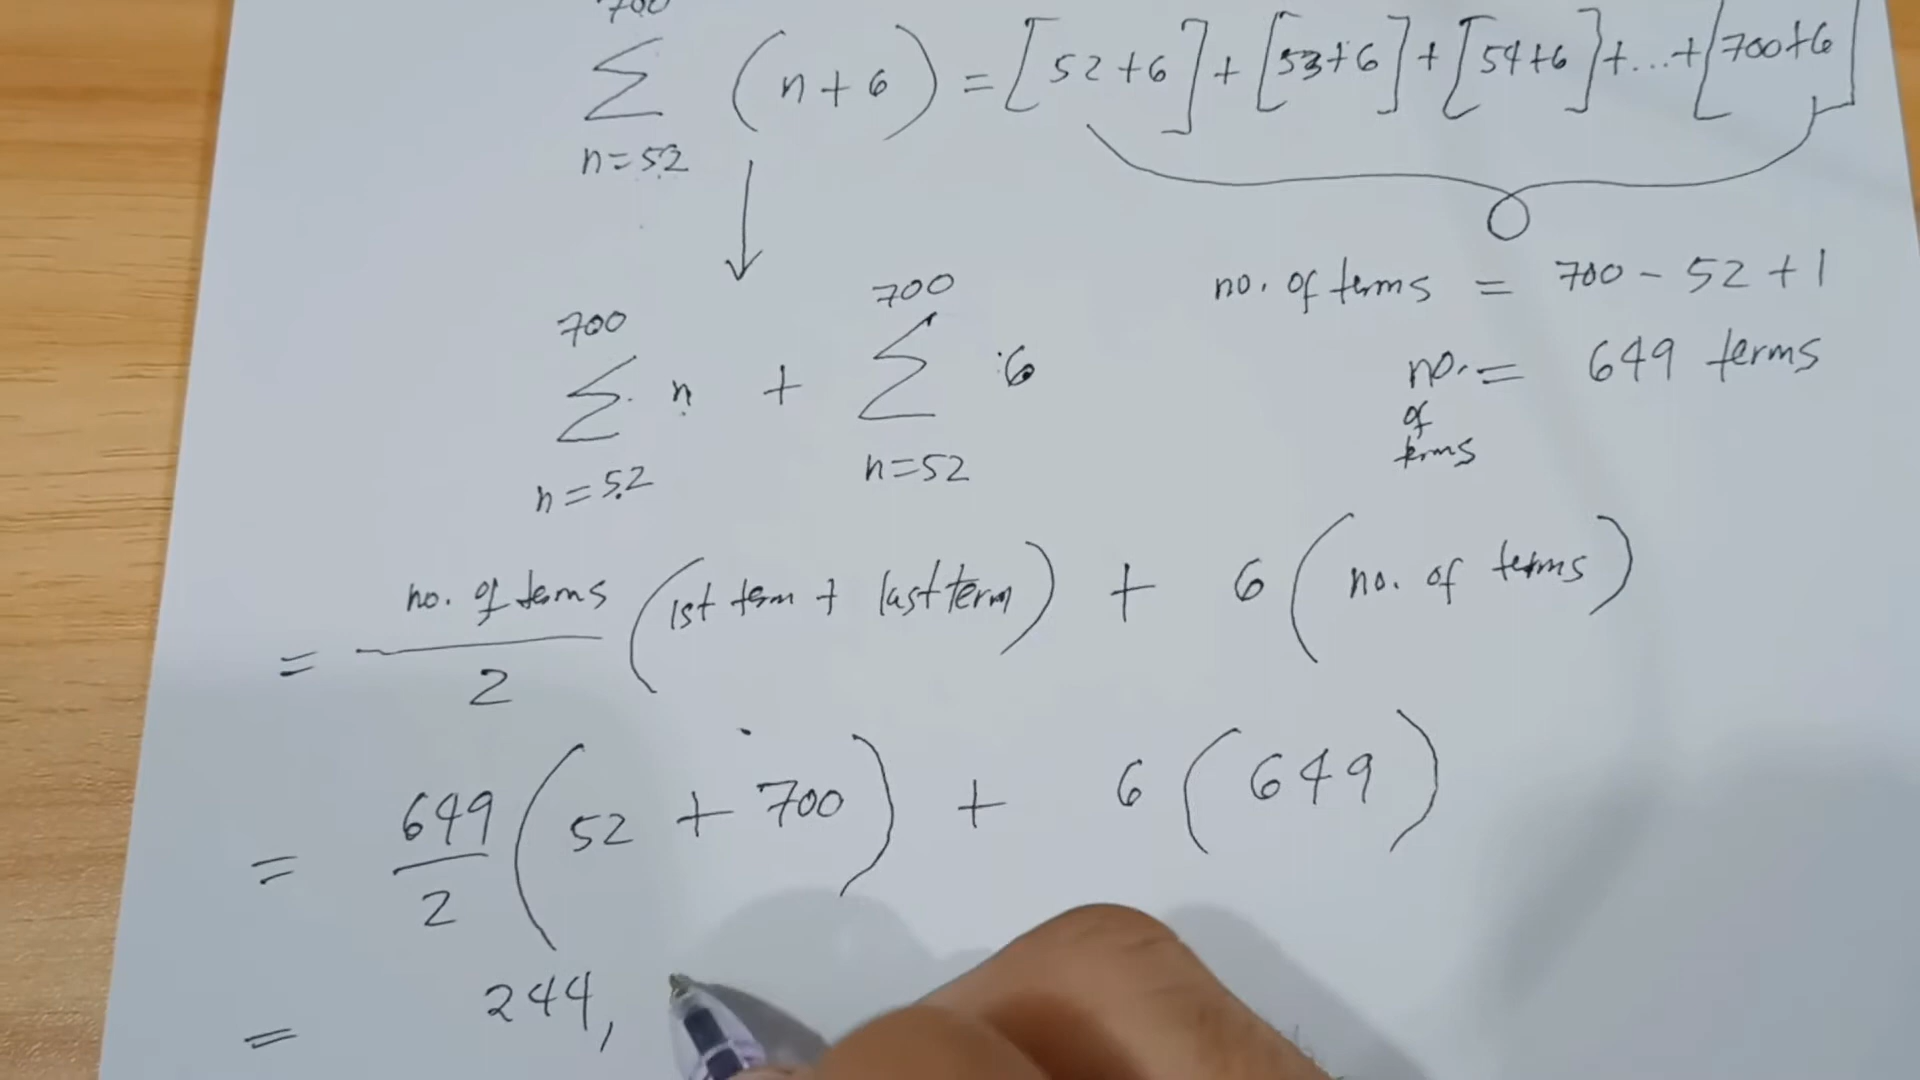 700
∑ (n+6) = [52+6] + [53+6] + [54+6] + ... + [700+6]
n=52
no. of terms = 700 - 52 + 1
no. of terms = 649 terms
700 700
∑ n + ∑ 6
n=52 n=52
= no. of terms / 2 (1st term + last term) + 6 (no. of terms)
= 649/2 (52 + 700) + 6 (649)
= 244,